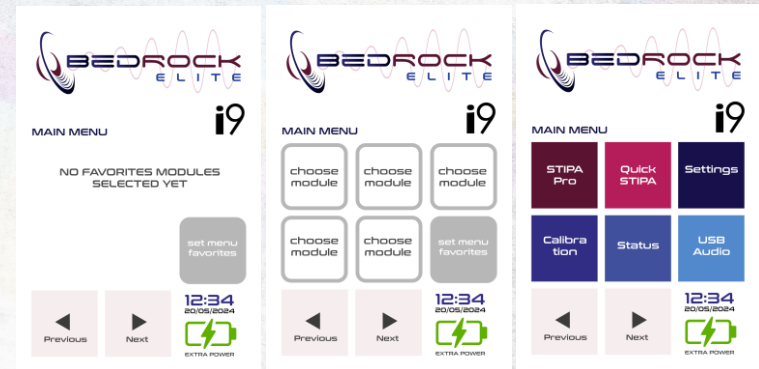 BEDROCK
ELITE
i9
MAIN MENU
NO FAVORITES MODULES
SELECTED YET
set menu
favorites
Previous
Next
12:34
20/05/2024
EXTRA POWER
BEDROCK
ELITE
i9
MAIN MENU
choose
module
choose
module
choose
module
choose
module
choose
module
set menu
favorites
Previous
Next
12:34
20/05/2024
EXTRA POWER
BEDROCK
ELITE
i9
MAIN MENU
STIPA
Pro
Quick
STIPA
Settings
Calibra
tion
Status
USB
Audio
Previous
Next
12:34
20/05/2024
EXTRA POWER